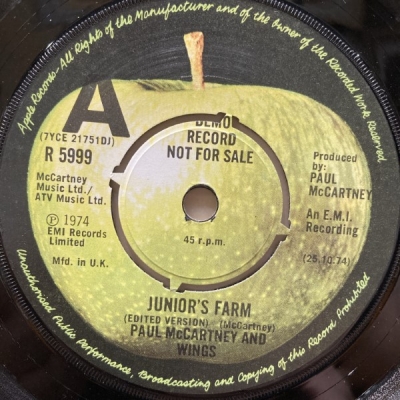 Apple Records-All Rights of the Manufacturer and of the Owner of the Recorded Work Reserved
A
DEMO
RECORD
NOT FOR SALE
(7YCE 21751DJ)
R 5999
McCartney
Music Ltd./
ATV Music Ltd.
Ⓟ 1974
EMI Records
Limited
Mfd. in U.K.
45 r.p.m.
Produced by:
PAUL
McCARTNEY
An E.M.I.
Recording
(25.10.74)
JUNIOR'S FARM
(EDITED VERSION) (McCartney)
PAUL McCARTNEY AND
WINGS
Unauthorised Public Performance, Broadcasting and Copying of this Record Prohibited